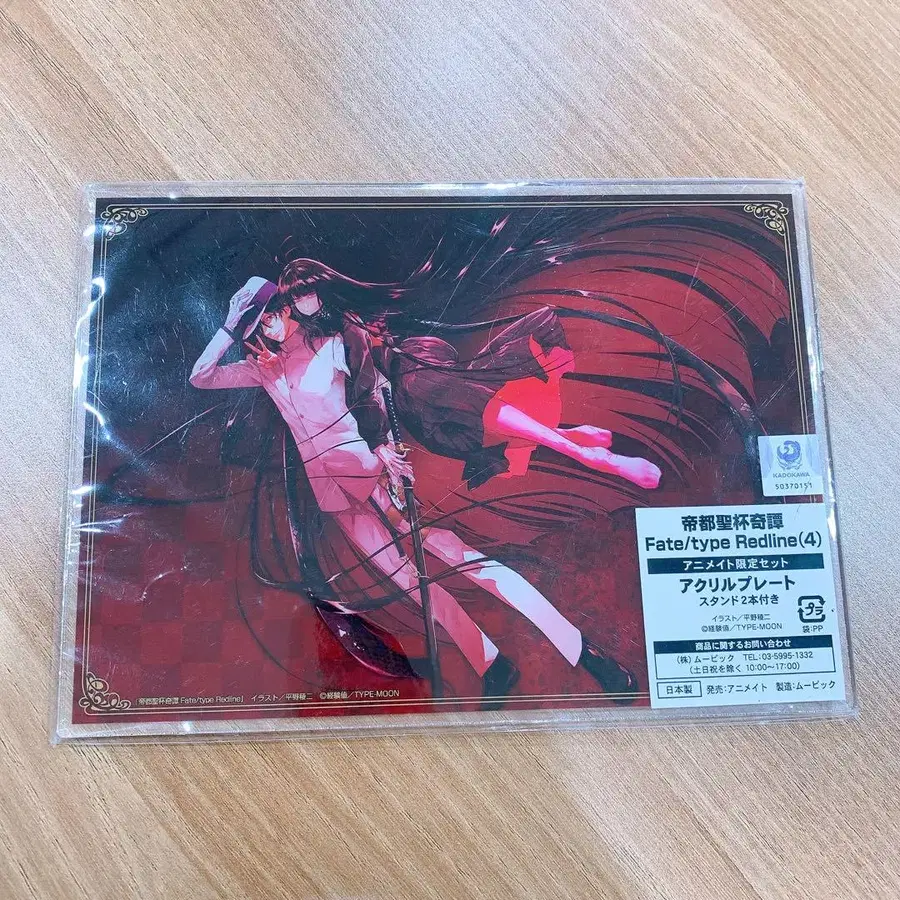 KADOKAWA
50370151
帝都聖杯奇譚
Fate/type Redline(4)
アニメイト限定セット
アクリルプレート
スタンド2本付き
イラスト/平野稜二
©経験値/TYPE-MOON
プラ
袋:PP
商品に関するお問い合わせ
(株)ムービック TEL:03-5995-1332
(土日祝を除く 10:00~17:00)
日本製 発売:アニメイト 製造:ムービック
「帝都聖杯奇譚 Fate/type Redline」 イラスト/平野稜二 ©経験値/TYPE-MOON